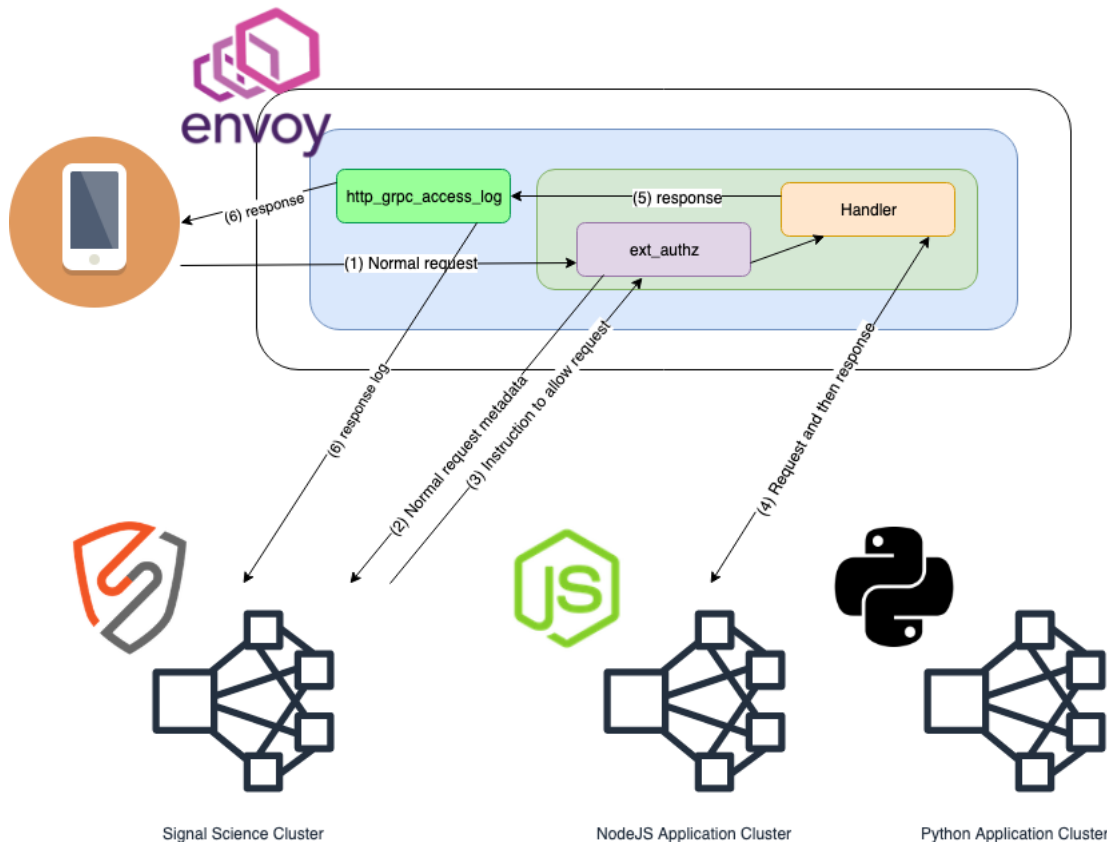 envoy
http_grpc_access_log
(5) response
Handler
(6) response
ext_authz
(1) Normal request
(6) response log
(2) Normal request metadata
(3) Instruction to allow request
(4) Request and then response
JS
Signal Science Cluster
NodeJS Application Cluster
Python Application Cluster